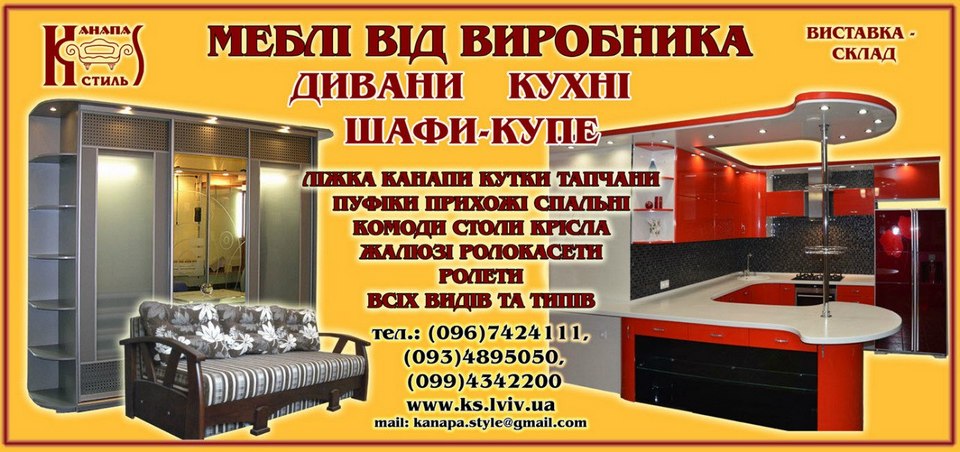 КАНАПА
СТИЛЬ
МЕБЛІ ВІД ВИРОБНИКА
ВИСТАВКА -
СКЛАД
ДИВАНИ КУХНІ
ШАФИ-КУПЕ
ЛІЖКА КАНАПИ КУТКИ ТАПЧАНИ
ПУФІКИ ПРИХОЖІ СПАЛЬНІ
КОМОДИ СТОЛИ КРІСЛА
ЖАЛЮЗІ РОЛОКАСЕТИ
РОЛЕТИ
ВСІХ ВИДІВ ТА ТИПІВ
тел.: (096)7424111,
(093)4895050,
(099)4342200
www.ks.lviv.ua
mail: kanapa.style@gmail.com